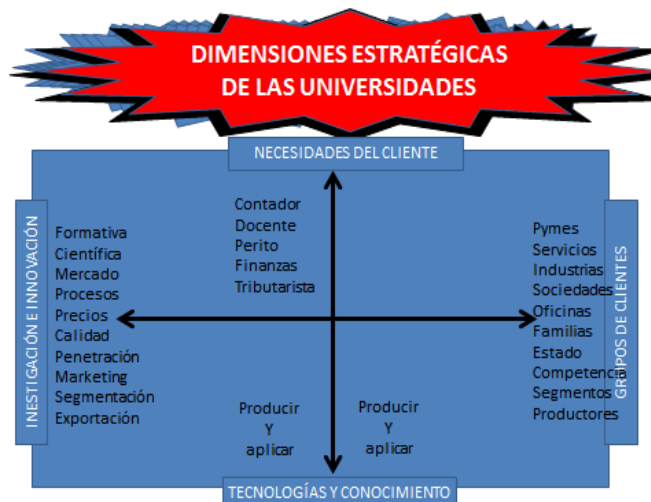 DIMENSIONES ESTRATÉGICAS
DE LAS UNIVERSIDADES
NECESIDADES DEL CLIENTE
INESTIGACIÓN E INNOVACIÓN
Formativa
Científica
Mercado
Procesos
Precios
Calidad
Penetración
Marketing
Segmentación
Exportación
Contador
Docente
Perito
Finanzas
Tributarista
Pymes
Servicios
Industrias
Sociedades
Oficinas
Familias
Estado
Competencia
Segmentos
Productores
GRUPOS DE CLIENTES
Producir
Y
aplicar
Producir
Y
aplicar
TECNOLOGÍAS Y CONOCIMIENTO